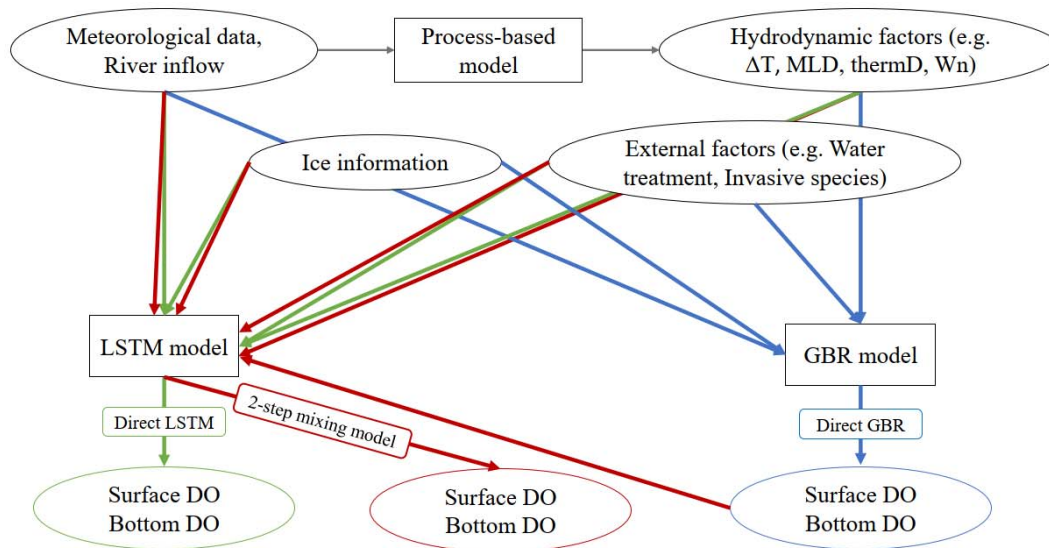 Meteorological data,
River inflow
Process-based
model
Hydrodynamic factors (e.g.
ΔT, MLD, thermD, Wn)
Ice information
External factors (e.g. Water
treatment, Invasive species)
LSTM model
GBR model
Direct LSTM
2-step mixing model
Direct GBR
Surface DO
Bottom DO
Surface DO
Bottom DO
Surface DO
Bottom DO